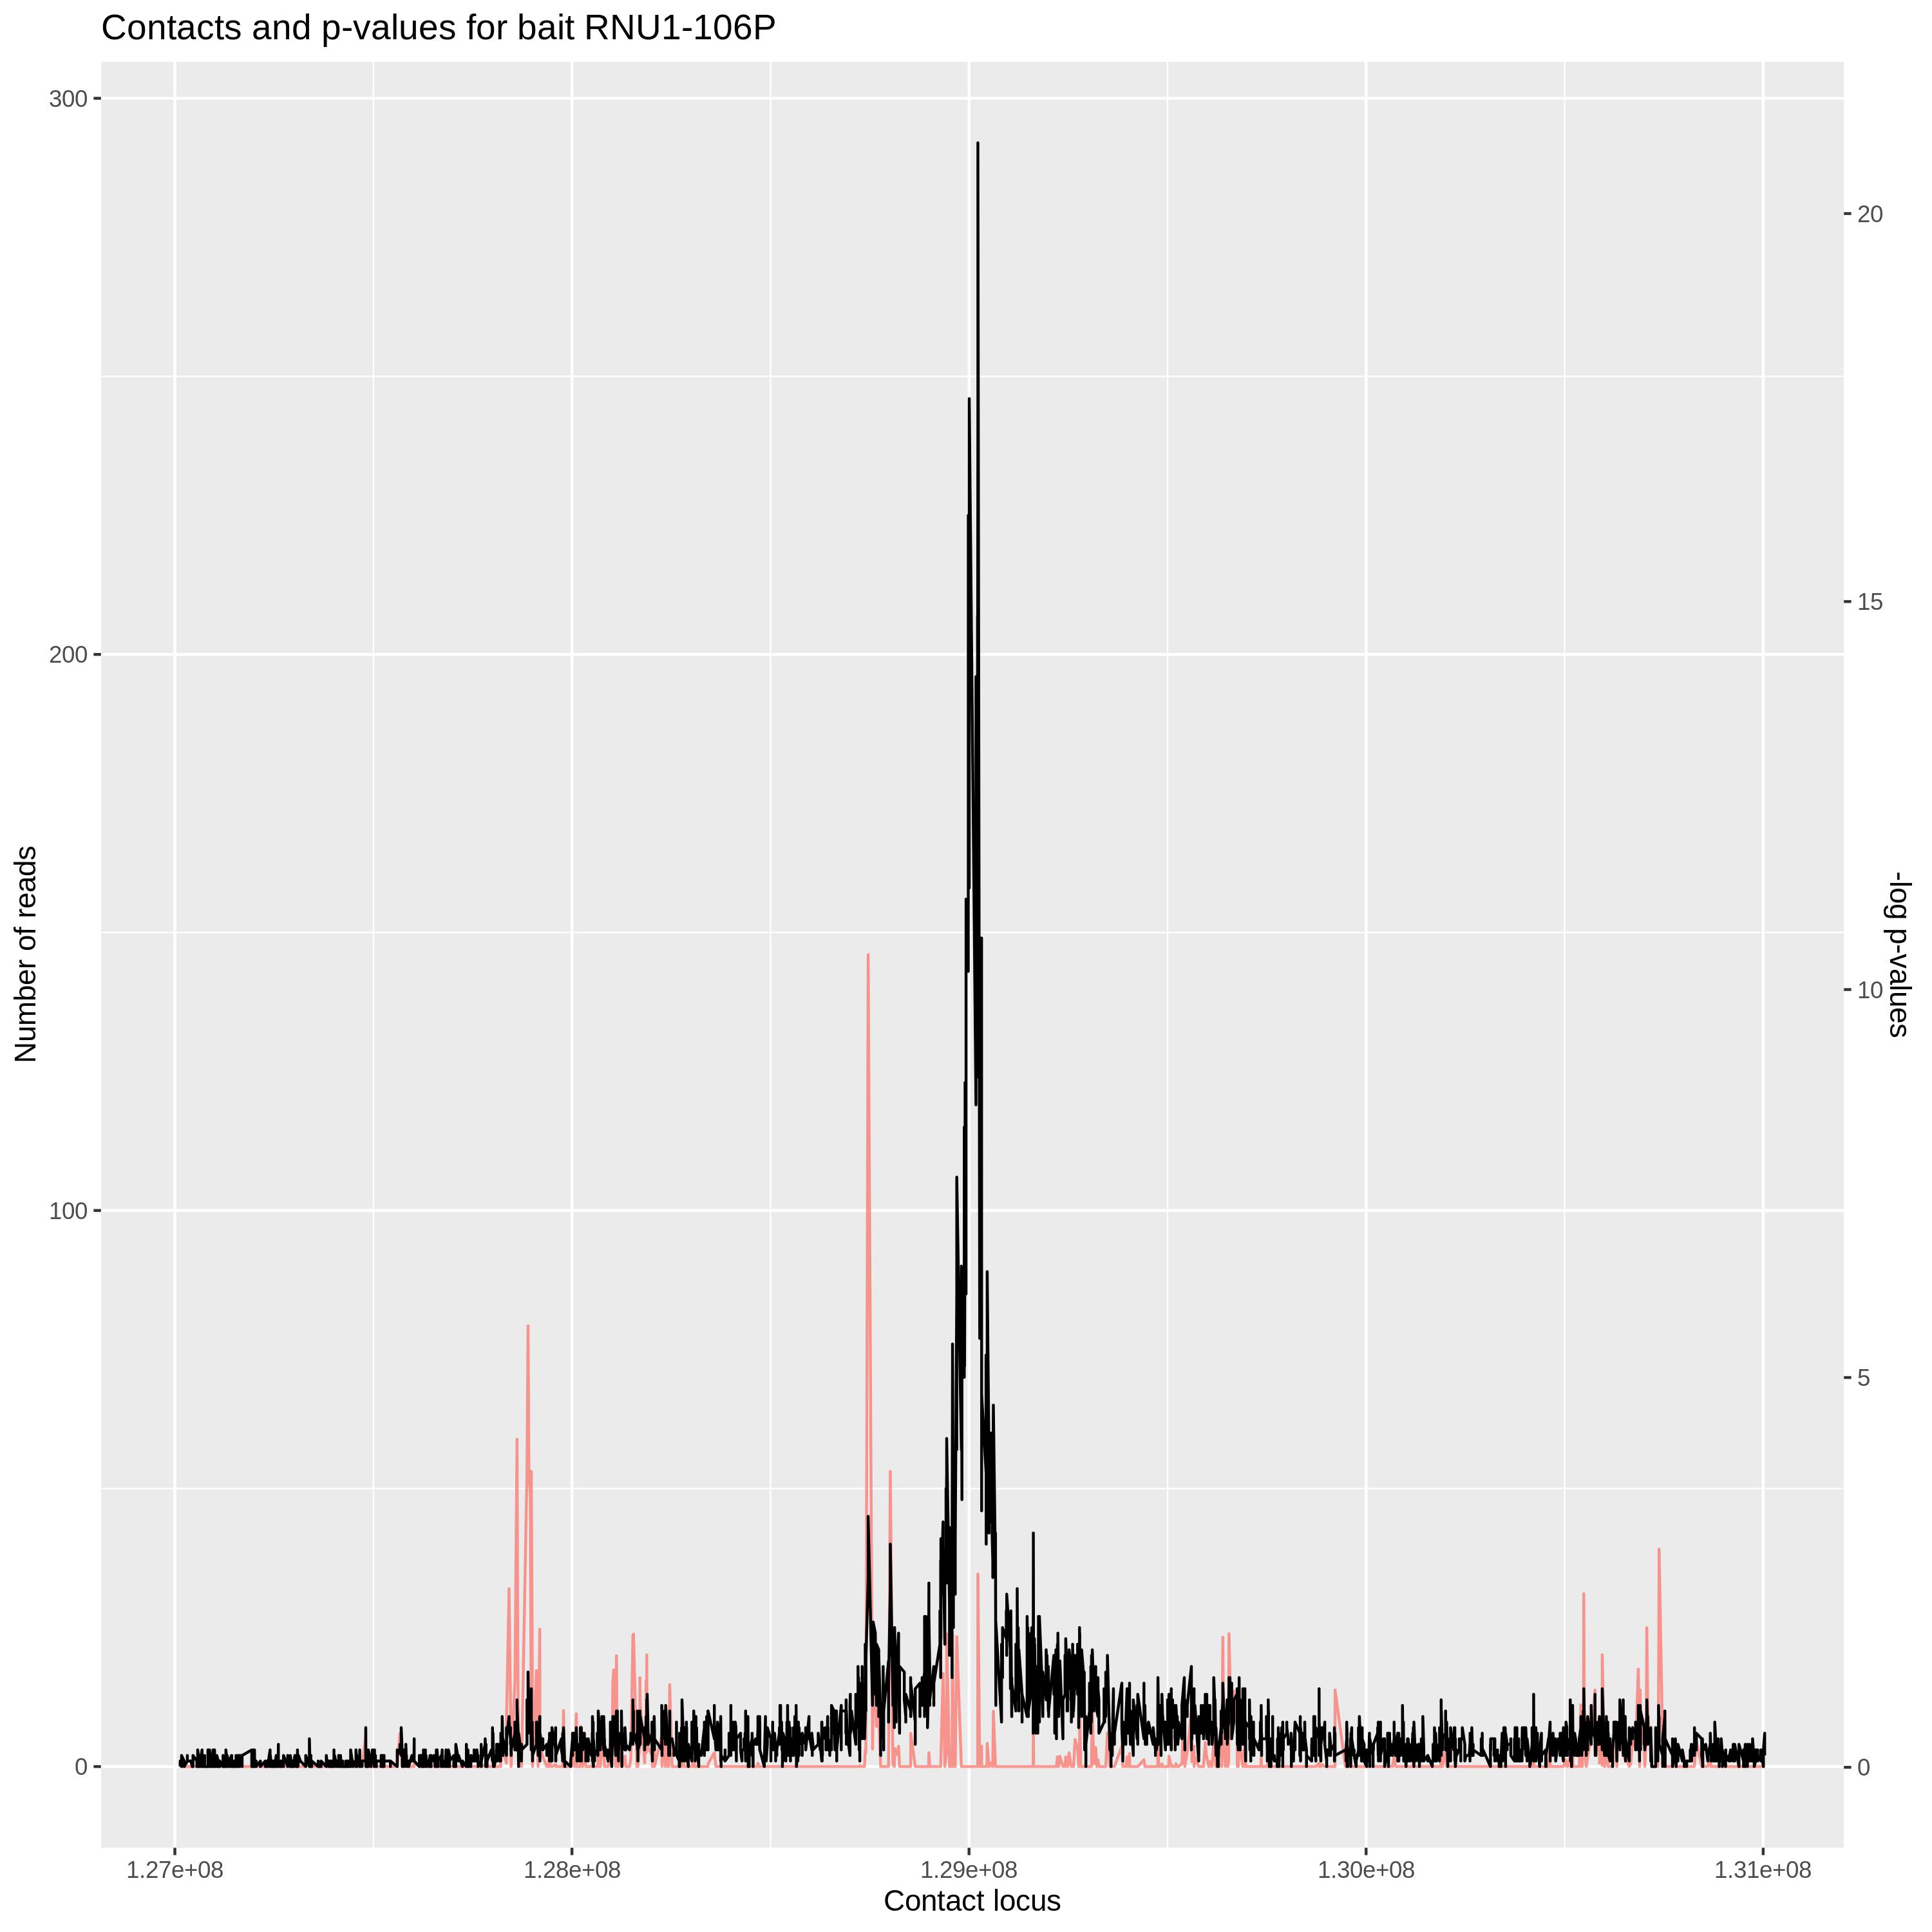 Contacts and p-values for bait RNU1-106P
300
200
100
0
Number of reads
20
15
10
5
0
-log p-values
1.27e+08
1.28e+08
1.29e+08
1.30e+08
1.31e+08
Contact locus